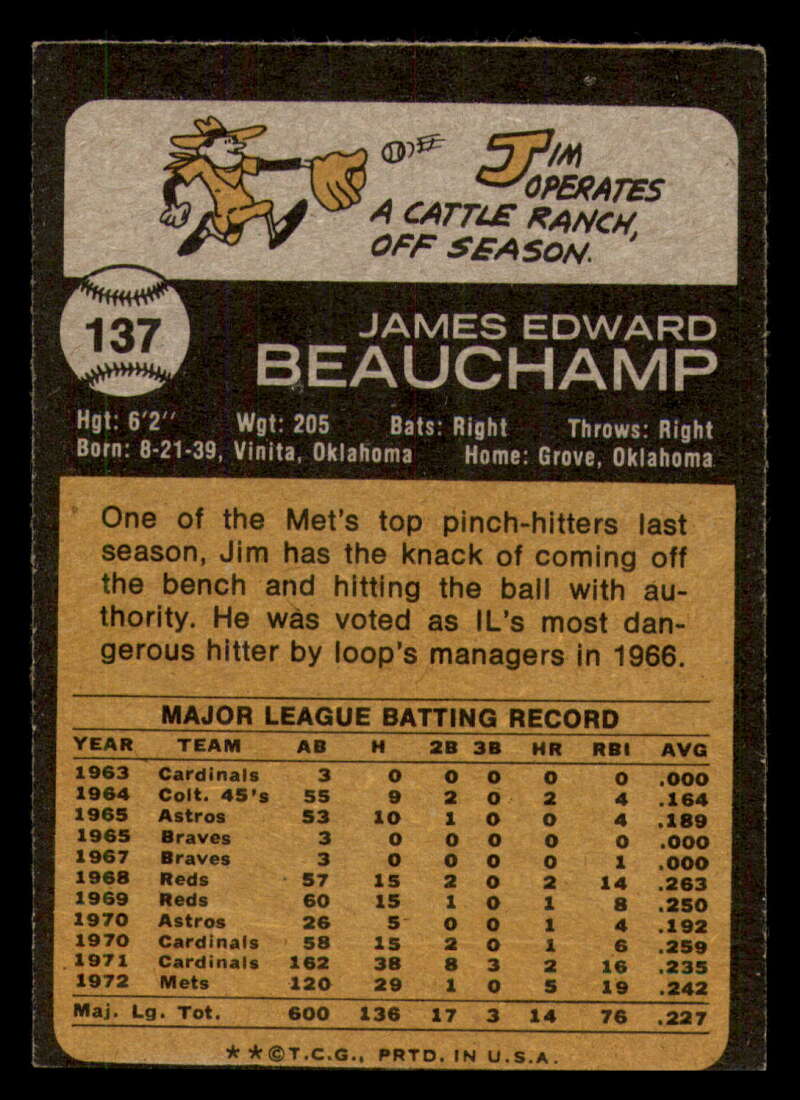 JIM
OPERATES
A CATTLE RANCH,
OFF SEASON.
137
JAMES EDWARD
BEAUCHAMP
Hgt: 6'2" Wgt: 205 Bats: Right Throws: Right
Born: 8-21-39, Vinita, Oklahoma Home: Grove, Oklahoma
One of the Met's top pinch-hitters last
season, Jim has the knack of coming off
the bench and hitting the ball with au-
thority. He was voted as IL's most dan-
gerous hitter by loop's managers in 1966.
MAJOR LEAGUE BATTING RECORD
YEAR TEAM AB H 2B 3B HR RBI AVG
1963 Cardinals 3 0 0 0 0 0 .000
1964 Colt. 45's 55 9 2 0 2 4 .164
1965 Astros 53 10 1 0 0 4 .189
1965 Braves 3 0 0 0 0 0 .000
1967 Braves 3 0 0 0 0 1 .000
1968 Reds 57 15 2 0 2 14 .263
1969 Reds 60 15 1 0 1 8 .250
1970 Astros 26 5 0 0 1 4 .192
1970 Cardinals 58 15 2 0 1 6 .259
1971 Cardinals 162 38 8 3 2 16 .235
1972 Mets 120 29 1 0 5 19 .242
Maj. Lg. Tot. 600 136 17 3 14 76 .227
* * © T.C.G., PRTD. IN U.S.A.